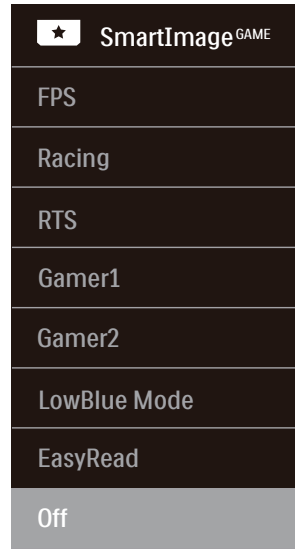 SmartImage GAME
FPS
Racing
RTS
Gamer1
Gamer2
LowBlue Mode
EasyRead
Off